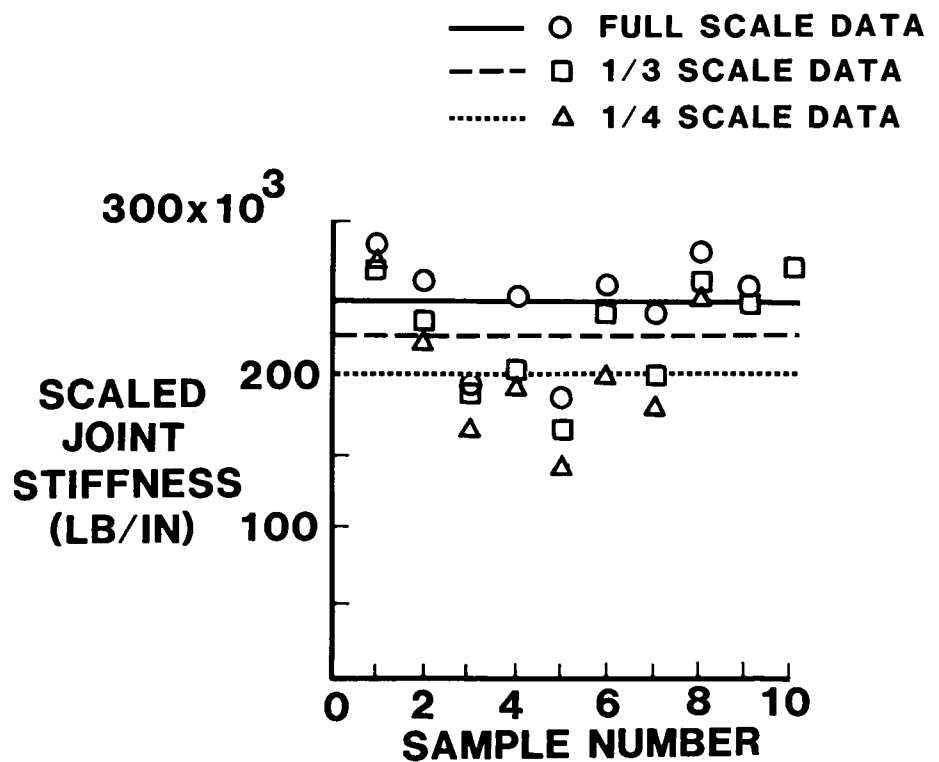 FULL SCALE DATA
1/3 SCALE DATA
1/4 SCALE DATA
300x10³
200
100
SCALED
JOINT
STIFFNESS
(LB/IN)
0 2 4 6 8 10
SAMPLE NUMBER